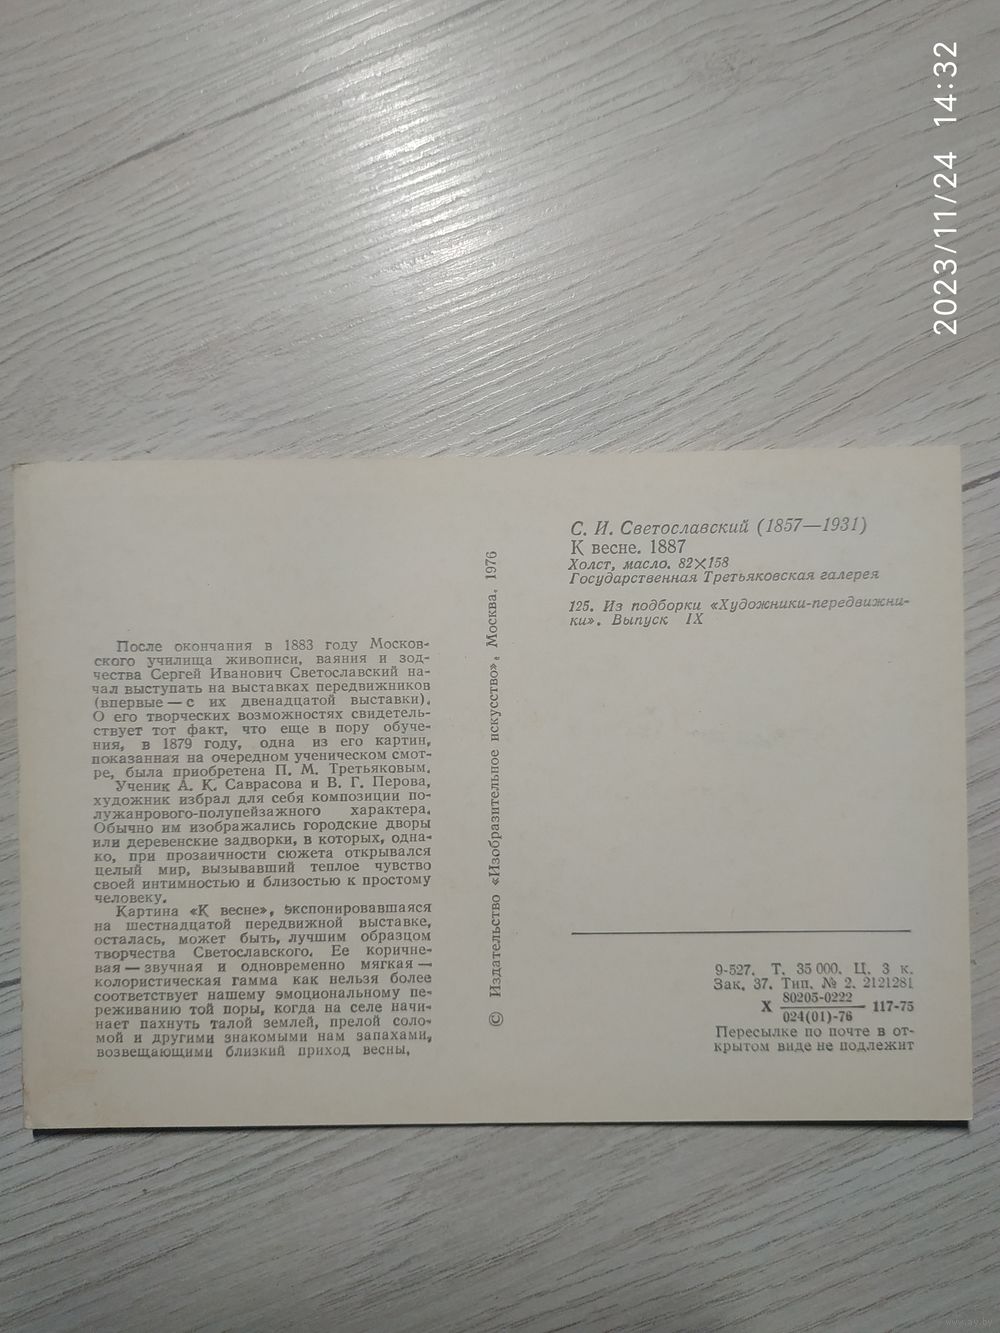 2023/11/24 14:32
С. И. Светославский (1857—1931)
К весне. 1887
Холст, масло. 82×158
Государственная Третьяковская галерея
125. Из подборки «Художники-передвижни-
ки». Выпуск IX
После окончания в 1883 году Москов-
ского училища живописи, ваяния и зод-
чества Сергей Иванович Светославский на-
чал выступать на выставках передвижников
(впервые — с их двенадцатой выставки).
О его творческих возможностях свидетель-
ствует тот факт, что еще в пору обуче-
ния, в 1879 году, одна из его картин,
показанная на очередном ученическом смот-
ре, была приобретена П. М. Третьяковым.
Ученик А. К. Саврасова и В. Г. Перова,
художник избрал для себя композиции по-
лужанрового-полупейзажного характера.
Обычно им изображались городские дворы
или деревенские задворки, в которых, одна-
ко, при прозаичности сюжета открывался
целый мир, вызывавший теплое чувство
своей интимностью и близостью к простому
человеку.
Картина «К весне», экспонировавшаяся
на шестнадцатой передвижной выставке,
осталась, может быть, лучшим образцом
творчества Светославского. Ее коричне-
вая — звучная и одновременно мягкая —
колористическая гамма как нельзя более
соответствует нашему эмоциональному пе-
реживанию той поры, когда на селе начи-
нает пахнуть талой землей, прелой соло-
мой и другими знакомыми нам запахами,
возвещающими близкий приход весны.
© Издательство «Изобразительное искусство». Москва. 1976
9-527. Т. 35 000. Ц. 3 к.
Зак. 37. Тип. № 2. 2121281
Х 80205-0222 117-75
024(01)-76
Пересылке по почте в от-
крытом виде не подлежит
www.ay.by